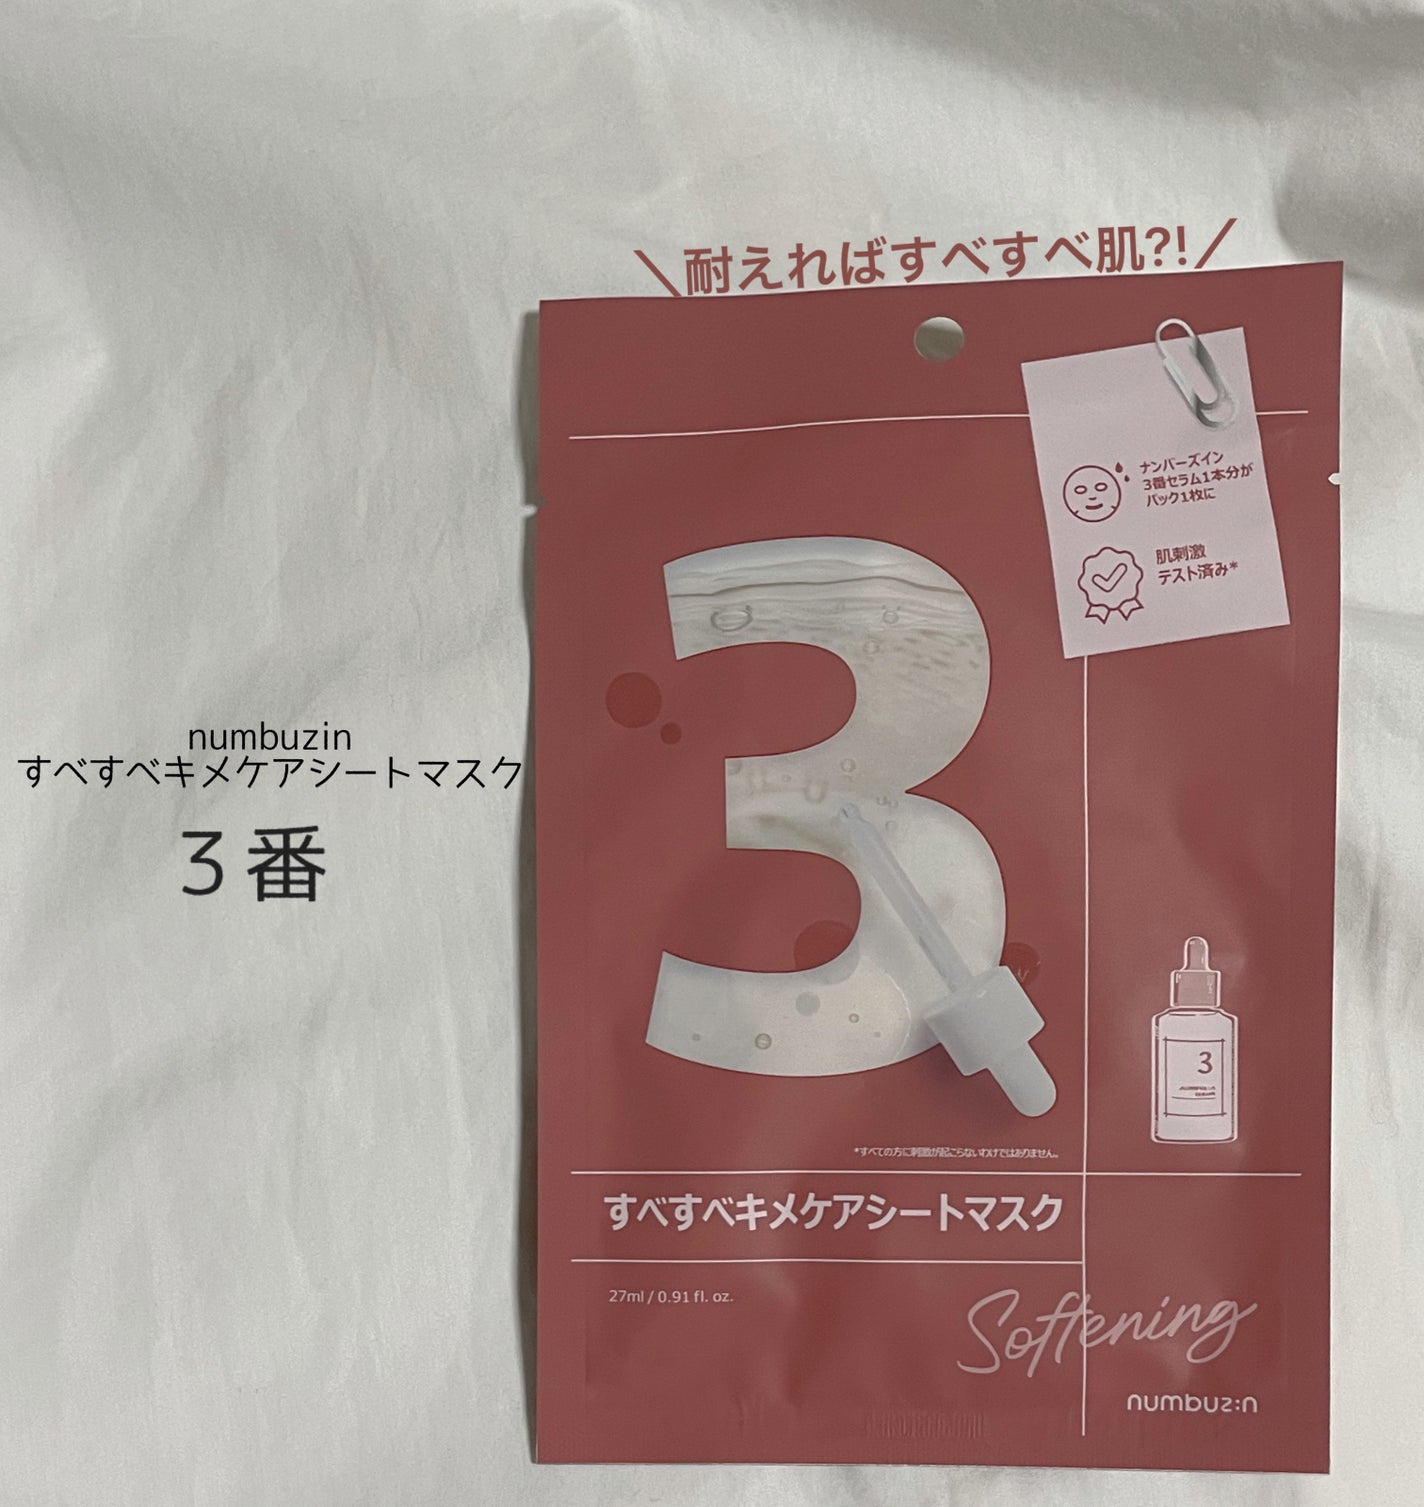 ＼耐えればすべすべ肌?!／
ナンバーズイン
3番セラム1本分が
パック1枚に
肌刺激
テスト済み*
numbuzin
すべすべキメケアシートマスク
３番
3
3
*すべての方に刺激が起こらないわけではありません。
すべすべキメケアシートマスク
27ml / 0.91 fl. oz.
Softening
numbuz:n